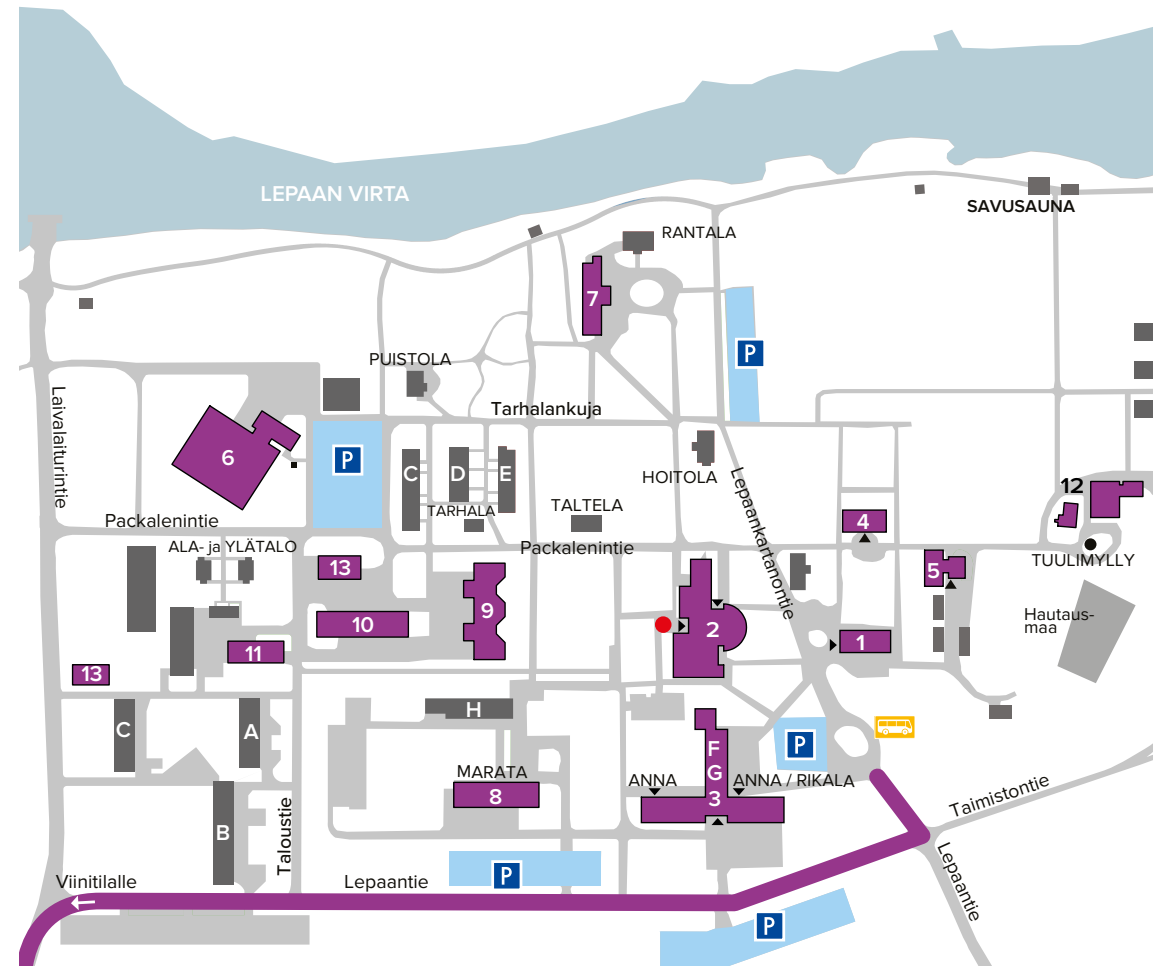 LEPAAN VIRTA
SAVUSAUNA
RANTALA
7
P
PUISTOLA
Tarhalankuja
Laivalaiturintie
6
P
C
D
E
HOITOLA
Lepaankartanontie
12
TARHALA
TALTELA
4
Packalenintie
Packalenintie
ALA- ja YLÄTALO
TUULIMYLLY
13
5
9
10
2
1
Hautaus-
maa
11
13
C
A
H
F
G
3
P
MARATA
8
ANNA
ANNA / RIKALA
Taimistontie
B
Taloustie
Viinitilalle
Lepaantie
P
Lepaantie
P